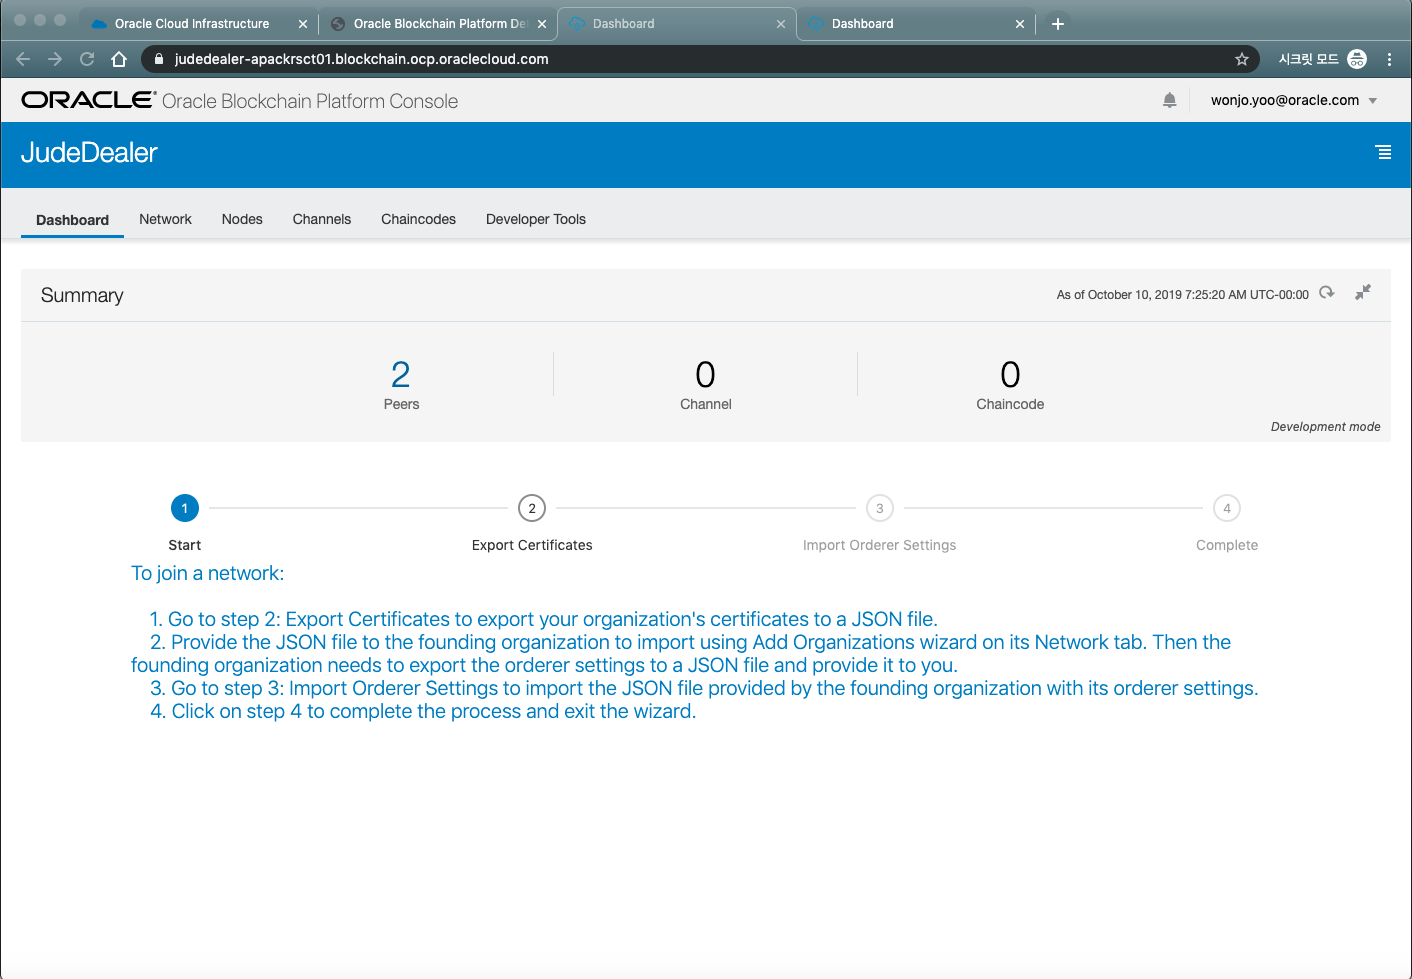 Oracle Cloud Infrastructure
Oracle Blockchain Platform De
Dashboard
Dashboard
judedealer-apackrsct01.blockchain.ocp.oraclecloud.com
시크릿 모드
ORACLE® Oracle Blockchain Platform Console
wonjo.yoo@oracle.com
JudeDealer
Dashboard Network Nodes Channels Chaincodes Developer Tools
Summary
As of October 10, 2019 7:25:20 AM UTC-00:00
2 0 0
Peers Channel Chaincode
Development mode
1 2 3 4
Start Export Certificates Import Orderer Settings Complete
To join a network:
1. Go to step 2: Export Certificates to export your organization's certificates to a JSON file.
2. Provide the JSON file to the founding organization to import using Add Organizations wizard on its Network tab. Then the
founding organization needs to export the orderer settings to a JSON file and provide it to you.
3. Go to step 3: Import Orderer Settings to import the JSON file provided by the founding organization with its orderer settings.
4. Click on step 4 to complete the process and exit the wizard.